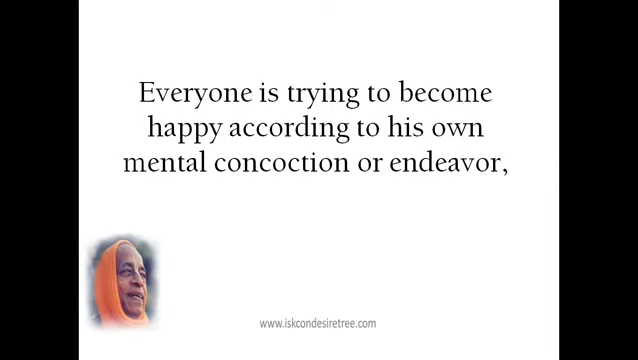 Everyone is trying to become
happy according to his own
mental concoction or endeavor,
www.iskcondesiretree.com